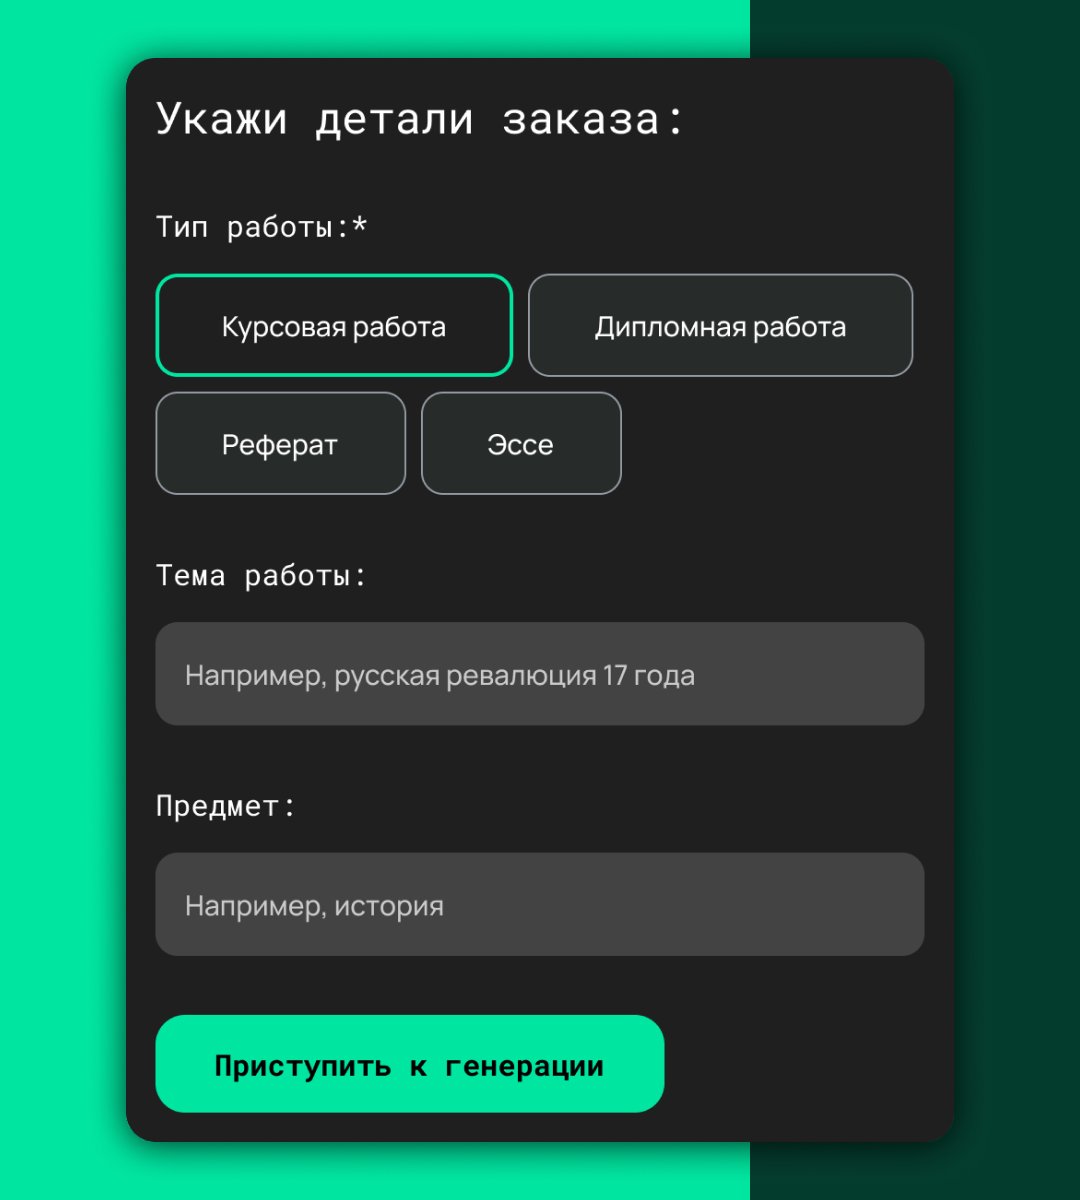 Укажи детали заказа:
Тип работы:*
Курсовая работа
Дипломная работа
Реферат
Эссе
Тема работы:
Например, русская ревалюция 17 года
Предмет:
Например, история
Приступить к генерации